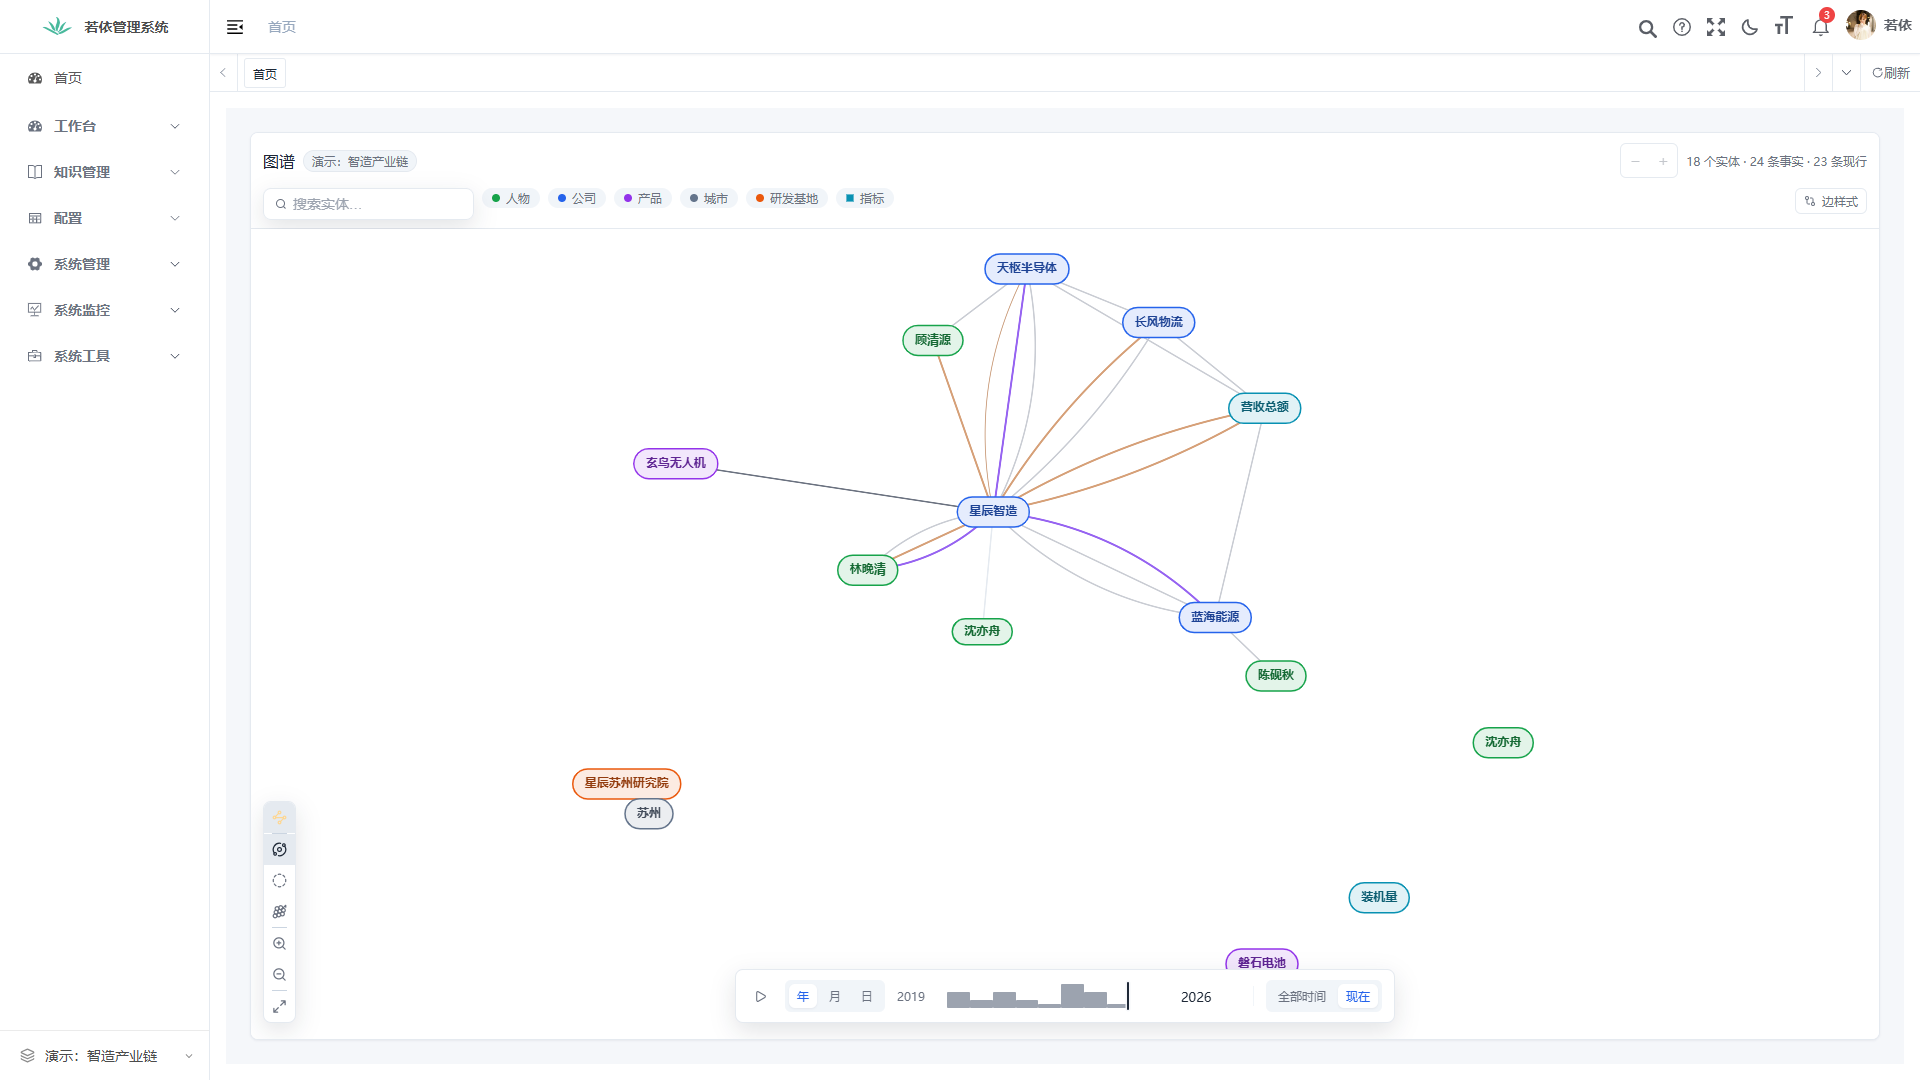 若依管理系统
首页
3
若依
首页
刷新
首页
工作台
知识管理
配置
系统管理
系统监控
系统工具
图谱
演示：智造产业链
18 个实体 · 24 条事实 · 23 条现行
搜索实体...
人物
公司
产品
城市
研发基地
指标
边样式
天枢半导体
长风物流
顾清源
营收总额
玄鸟无人机
星辰智造
林晚清
沈亦舟
蓝海能源
陈砚秋
沈亦舟
星辰苏州研究院
苏州
装机量
磐石电池
年
月
日
2019
2026
全部时间
现在
演示：智造产业链